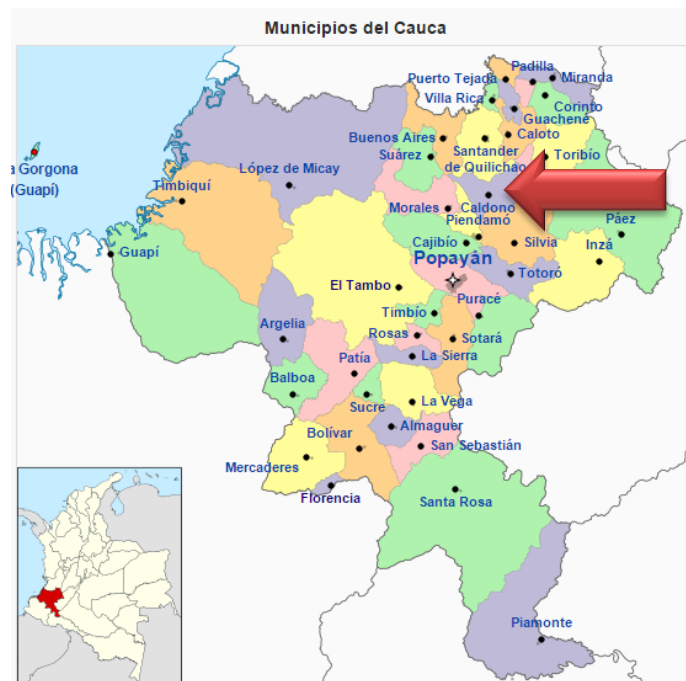 Municipios del Cauca
Padilla
Puerto Tejada
Miranda
Villa Rica
Corinto
Guachené
Buenos Aires
Caloto
Suárez
Santander
de Quilichao
Toribío
a Gorgona
(Guapí)
López de Micay
Timbiquí
Morales
Caldono
Piendamó
Páez
Guapí
Cajibío
Silvia
Inzá
Popayán
Totoró
El Tambo
Puracé
Timbío
Argelia
Rosas
Sotará
Patía
La Sierra
Balboa
Sucre
La Vega
Almaguer
Bolívar
San Sebastián
Mercaderes
Florencia
Santa Rosa
Piamonte